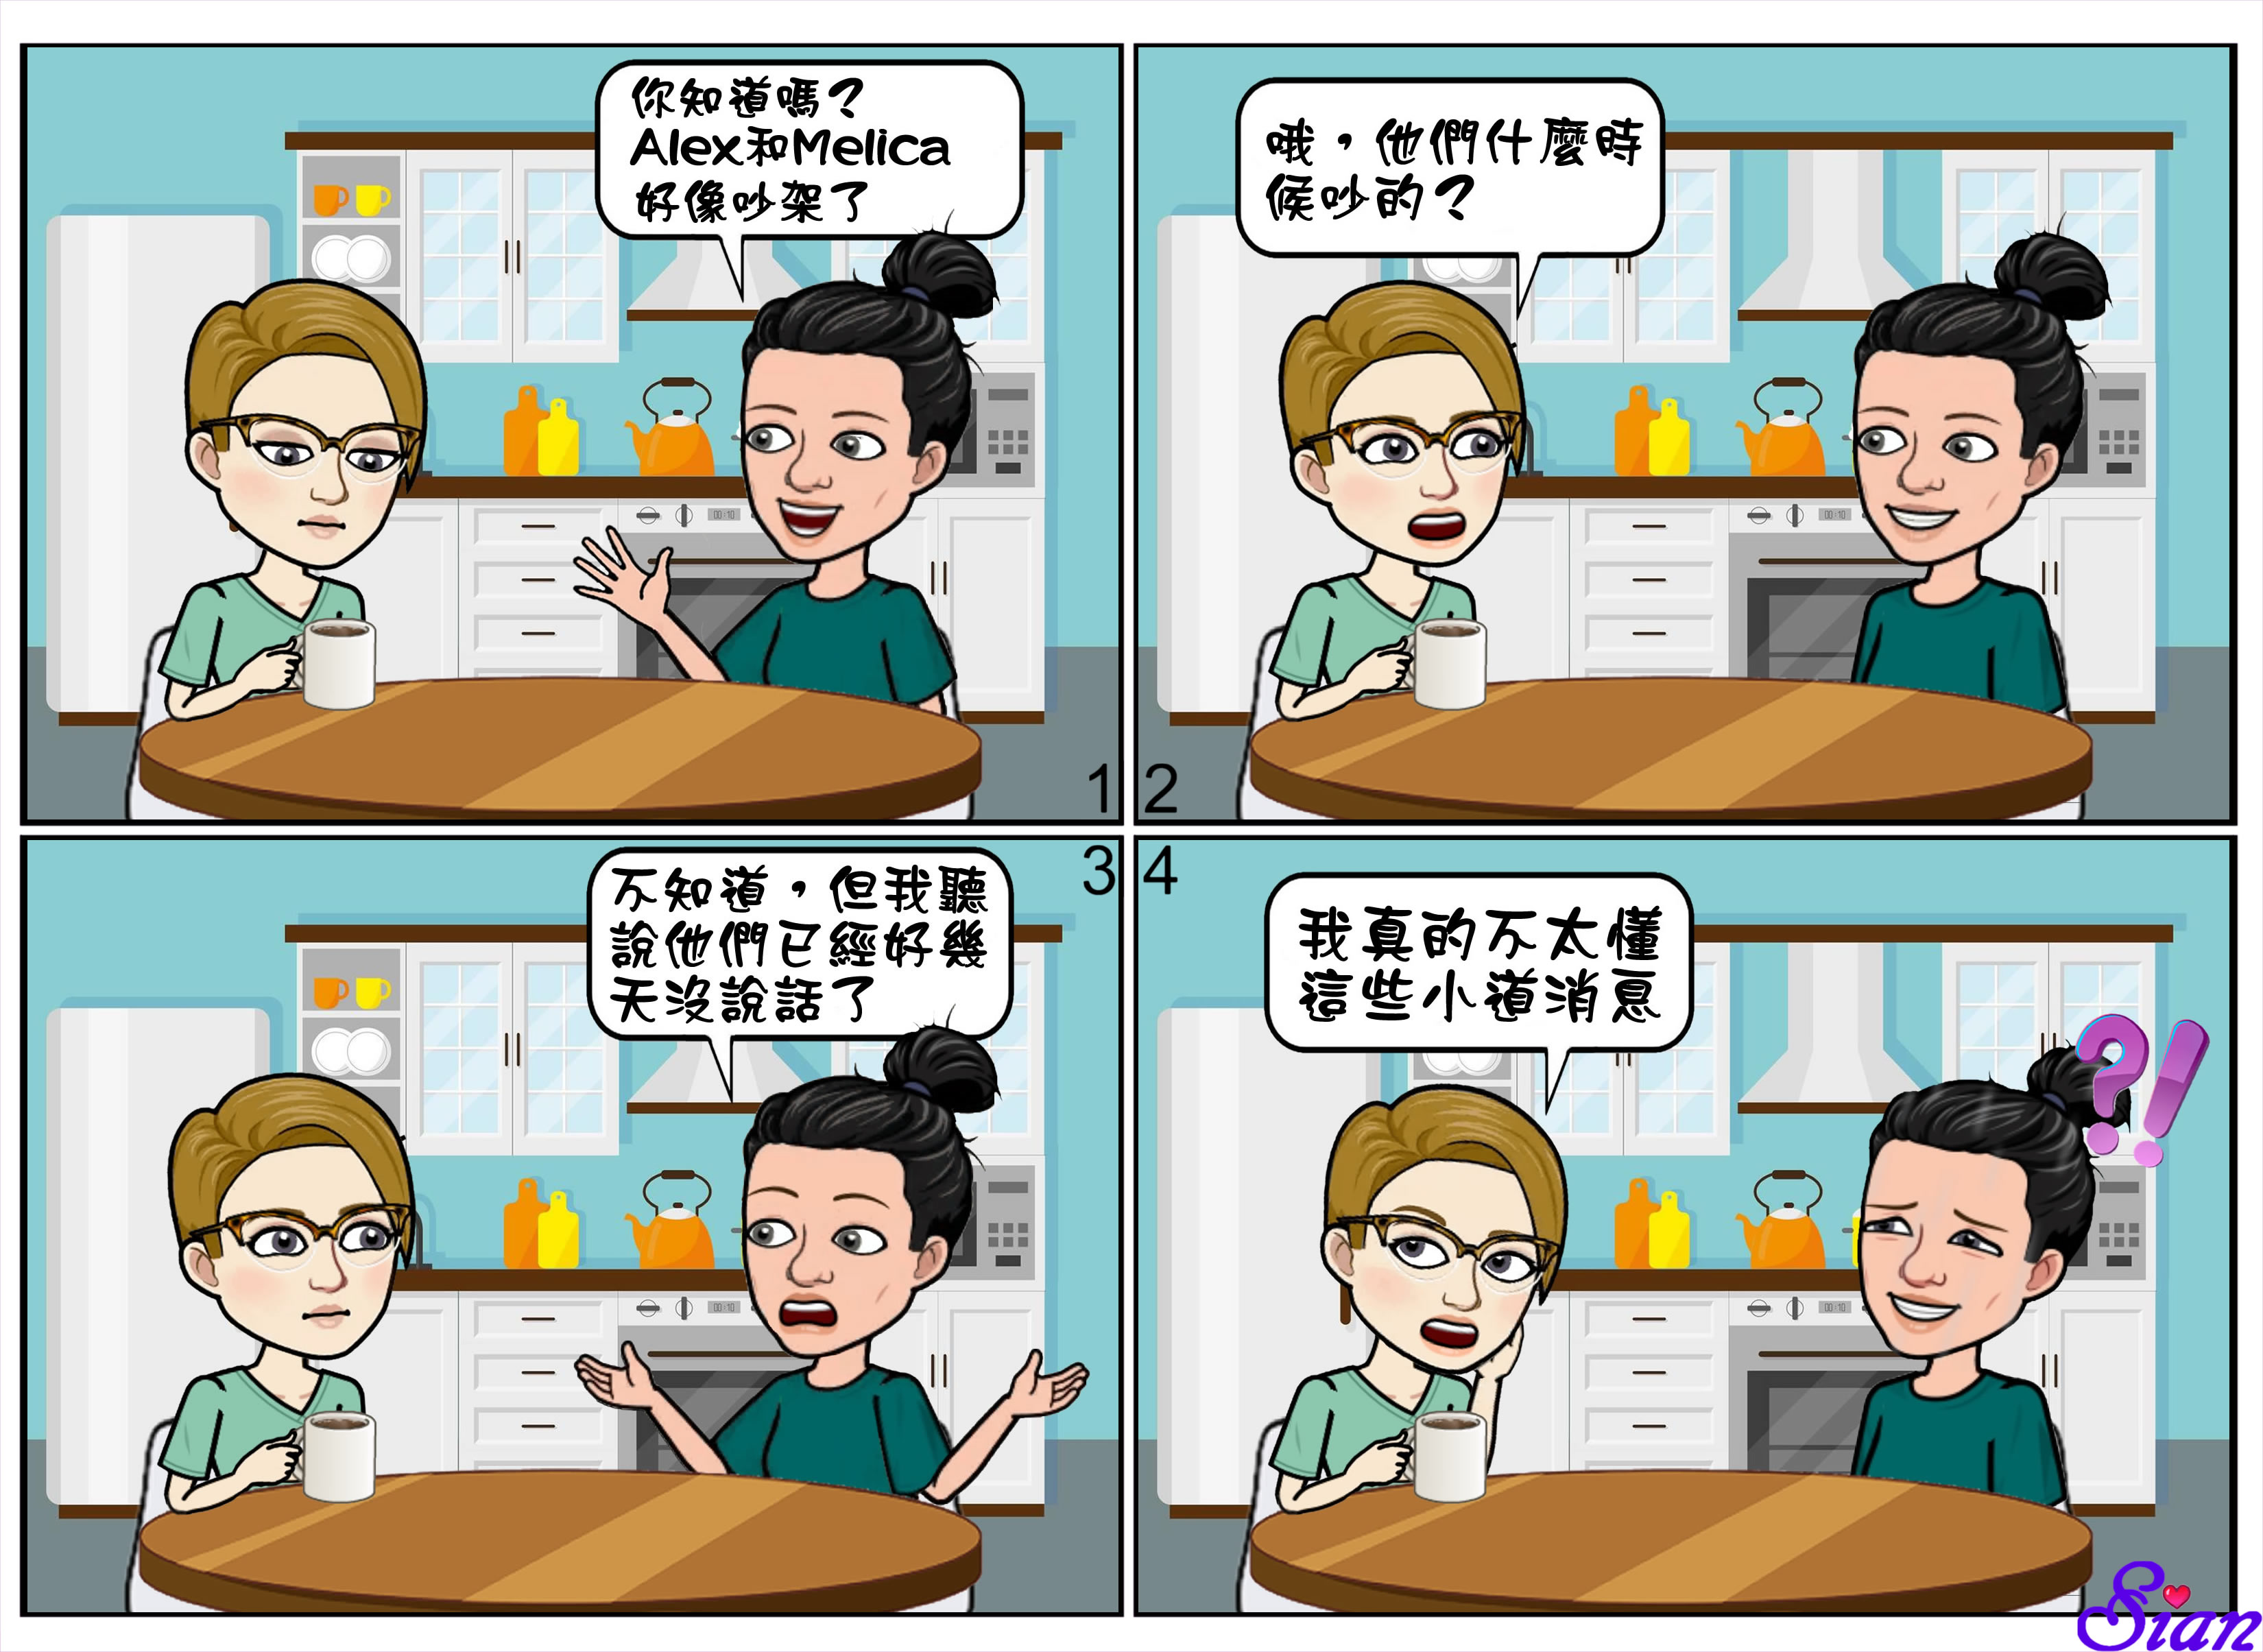 你知道嗎？
Alex和Melica
好像吵架了
哦，他們什麼時
候吵的？
1
2
不知道，但我聽
說他們已經好幾
天沒說話了
3
4
我真的不太懂
這些小道消息
?!
Sian